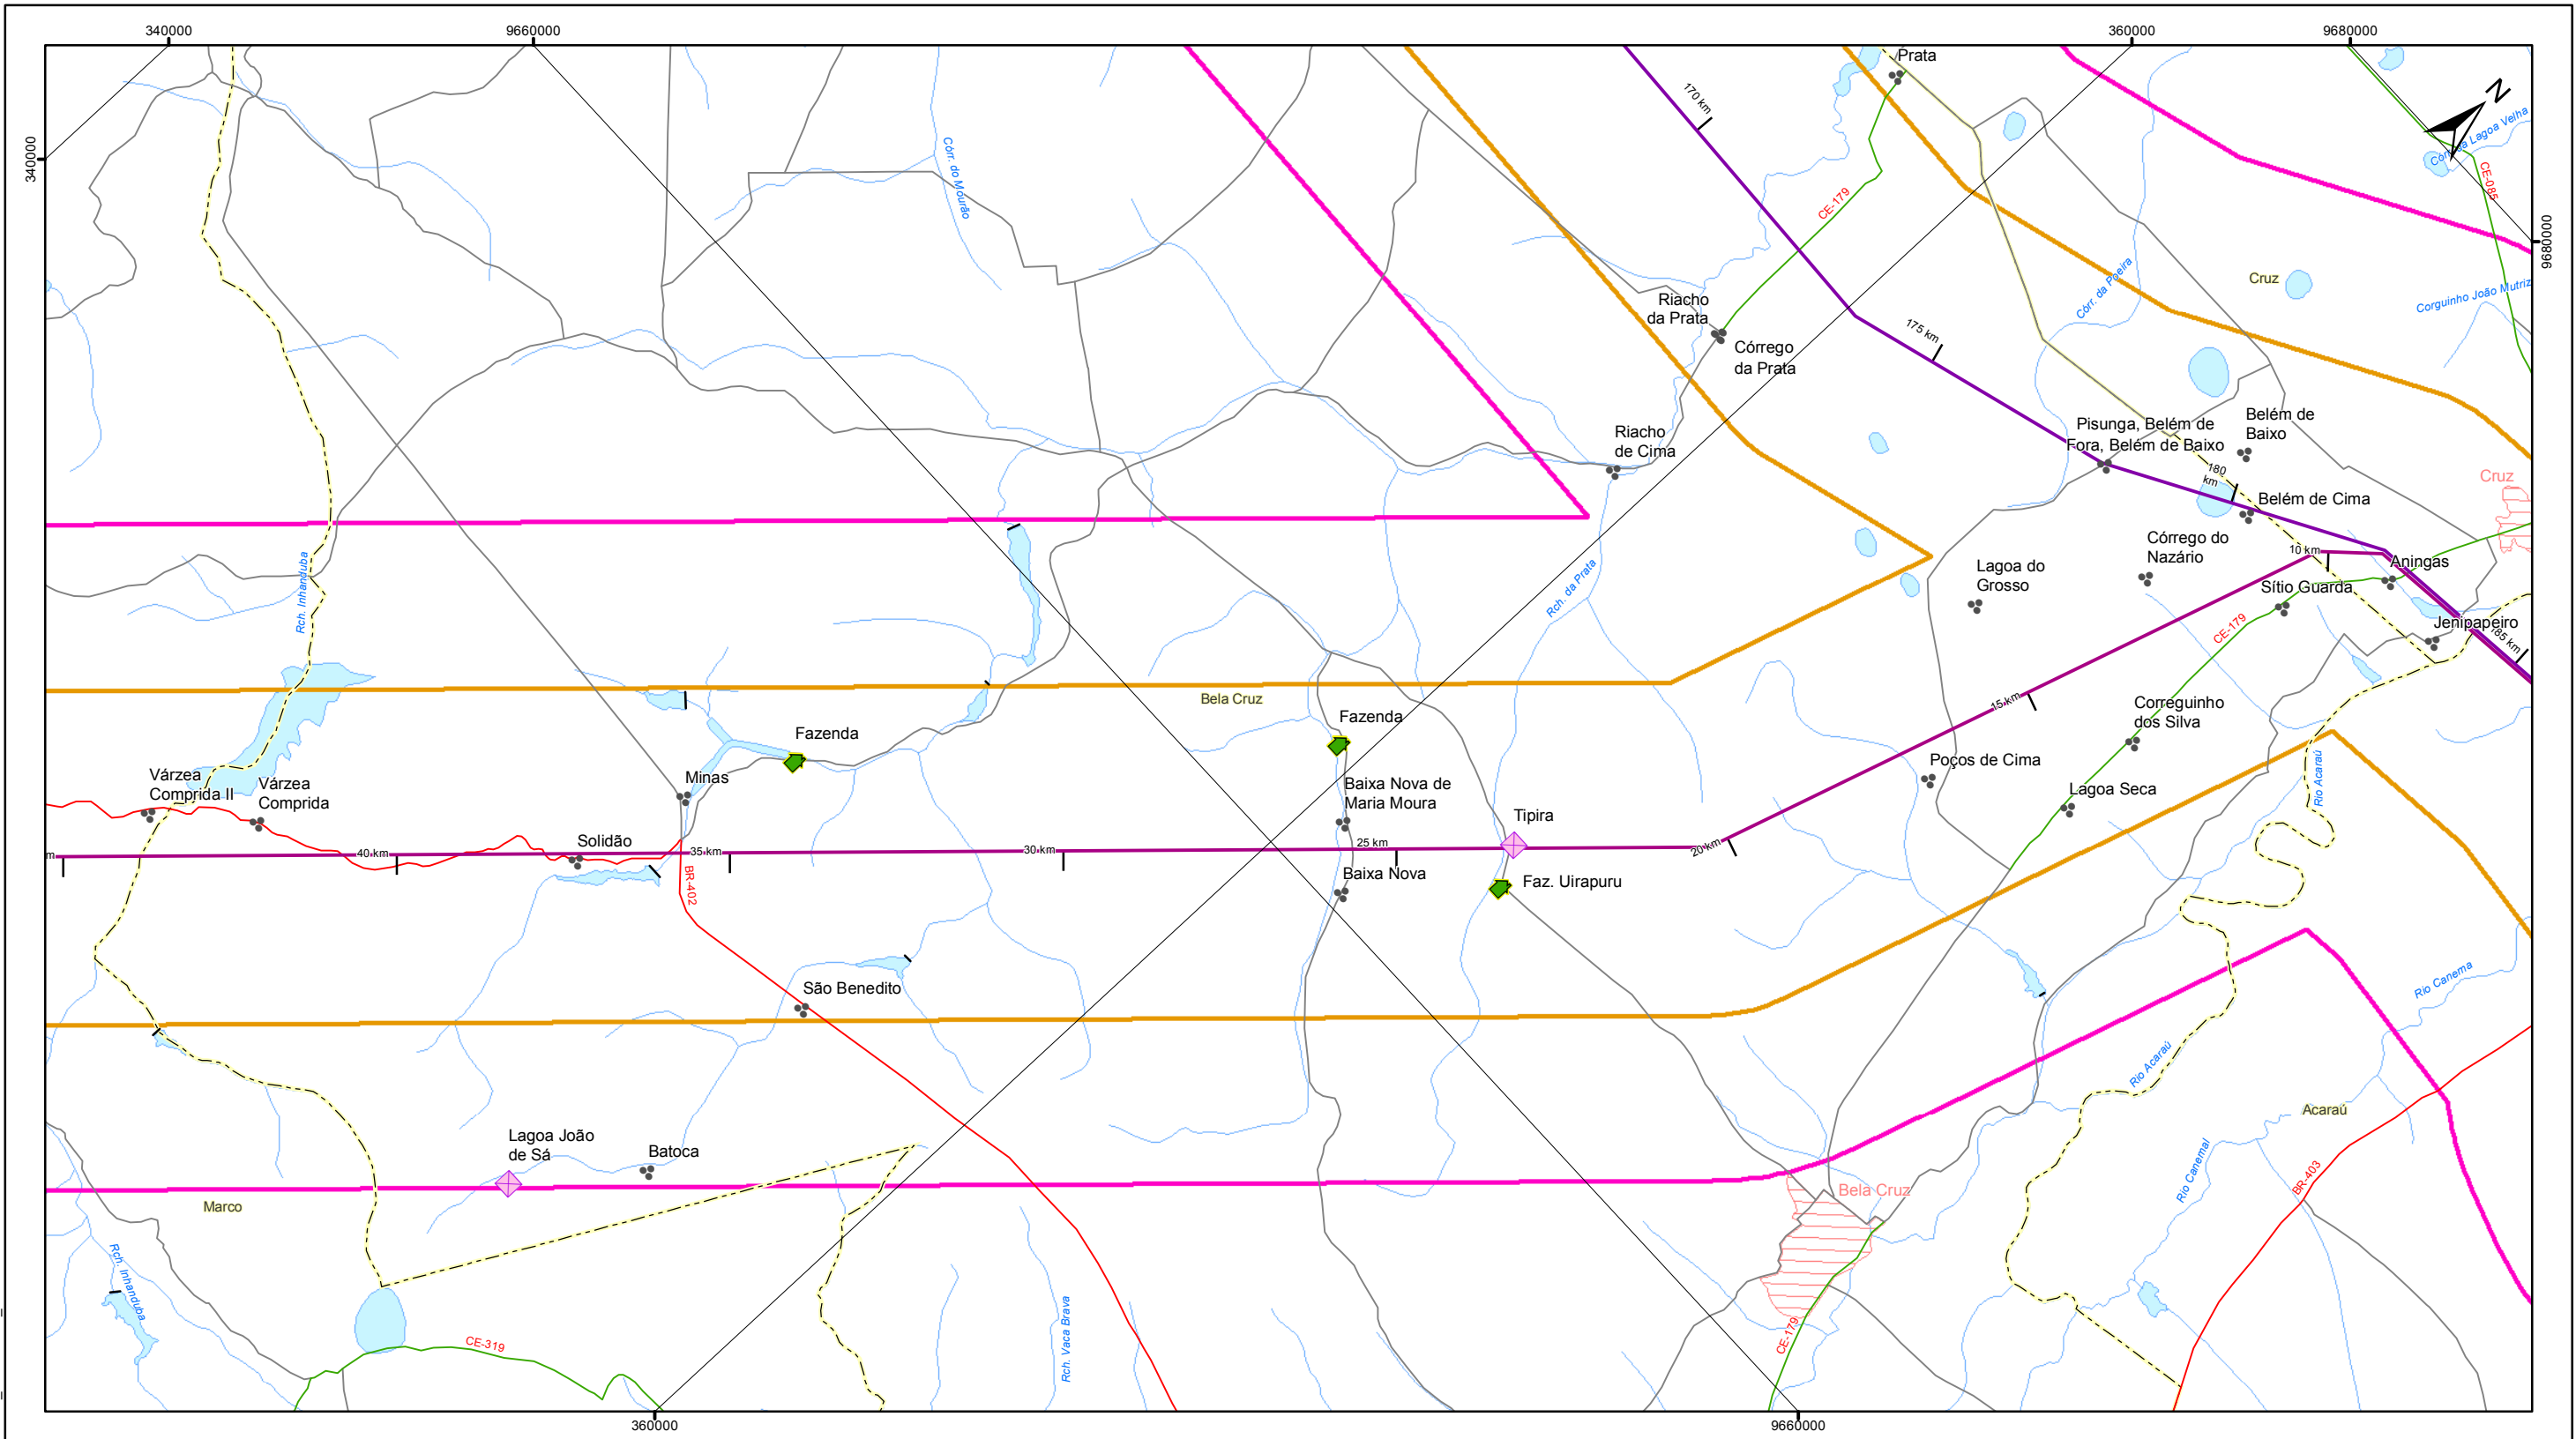 340000
9660000
360000
9680000
340000
9680000
N
Prata
170 km
Córr. do Mourão
CE-179
Córr. da Lagoa Velha
CE-085
Cruz
Córr. da Poeira
Corguinho João Mutriz
Riacho
da Prata
175 km
Córrego
da Prata
Riacho
de Cima
Pisunga, Belém de
Fora, Belém de Baixo
Belém de
Baixo
180
km
Cruz
Belém de Cima
Córrego do
Nazário
10 km
Aningas
Lagoa do
Grosso
Sítio Guarda
Rch. Inhanduba
Rch. da Prata
CE-179
Jenipapeiro
185 km
Bela Cruz
15 km
Correguinho
dos Silva
Fazenda
Fazenda
Rio Acaraú
Várzea
Comprida II
Várzea
Comprida
Minas
Baixa Nova de
Maria Moura
Poços de Cima
Lagoa Seca
Tipira
Solidão
m
40 km
35 km
30 km
25 km
20 km
BR-402
Baixa Nova
Faz. Uirapuru
São Benedito
Rio Canema
Rio Acaraú
Acaraú
Lagoa João
de Sá
Batoca
Rio Canemal
BR-403
Bela Cruz
Marco
Rch. Inhanduba
Rch. Vaca Brava
CE-319
CE-179
360000
9660000